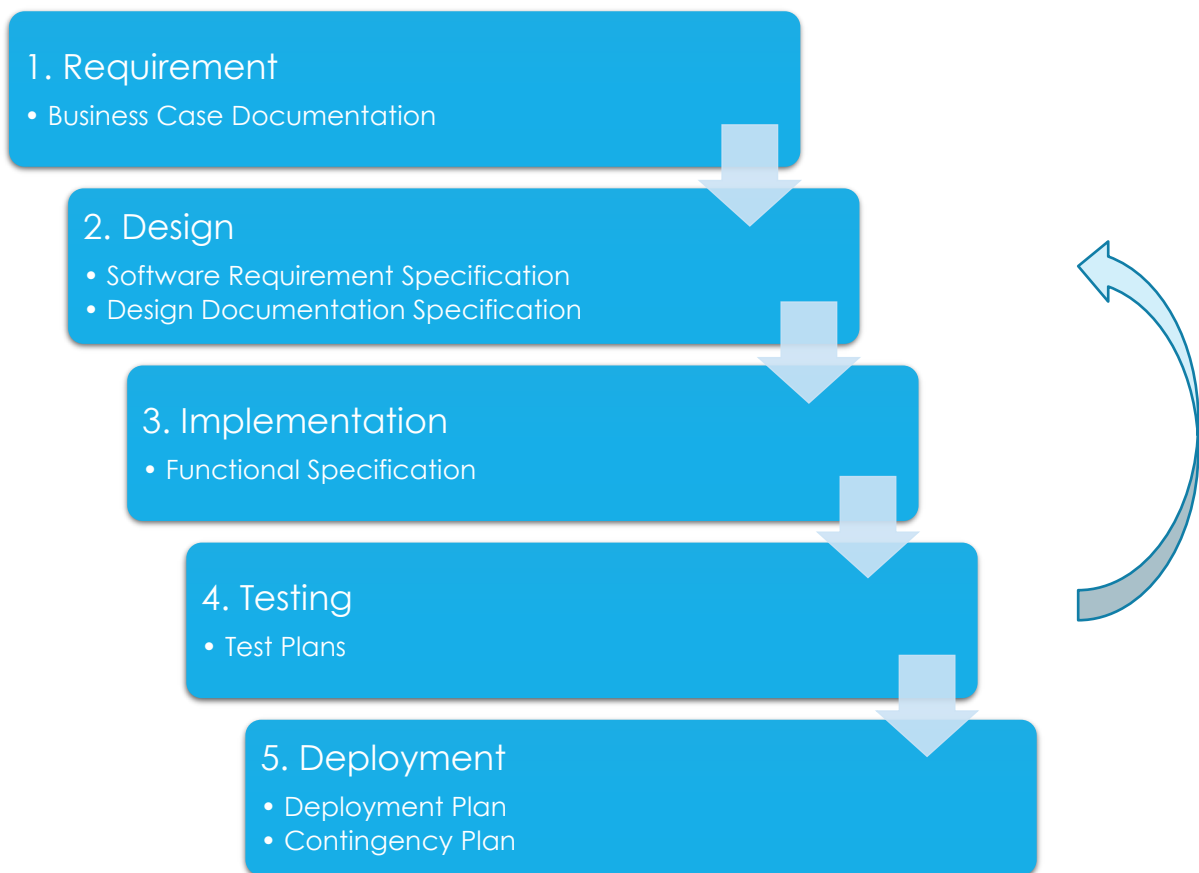 1. Requirement
• Business Case Documentation
2. Design
• Software Requirement Specification
• Design Documentation Specification
3. Implementation
• Functional Specification
4. Testing
• Test Plans
5. Deployment
• Deployment Plan
• Contingency Plan